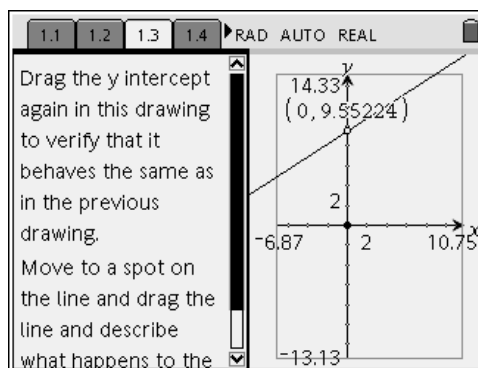 1.1 1.2 1.3 1.4 RAD AUTO REAL
Drag the y intercept
again in this drawing
to verify that it
behaves the same as
in the previous
drawing.
Move to a spot on
the line and drag the
line and describe
what happens to the
y
14.33
(0, 9.55224)
2
-6.87 2 10.75 x
-13.13